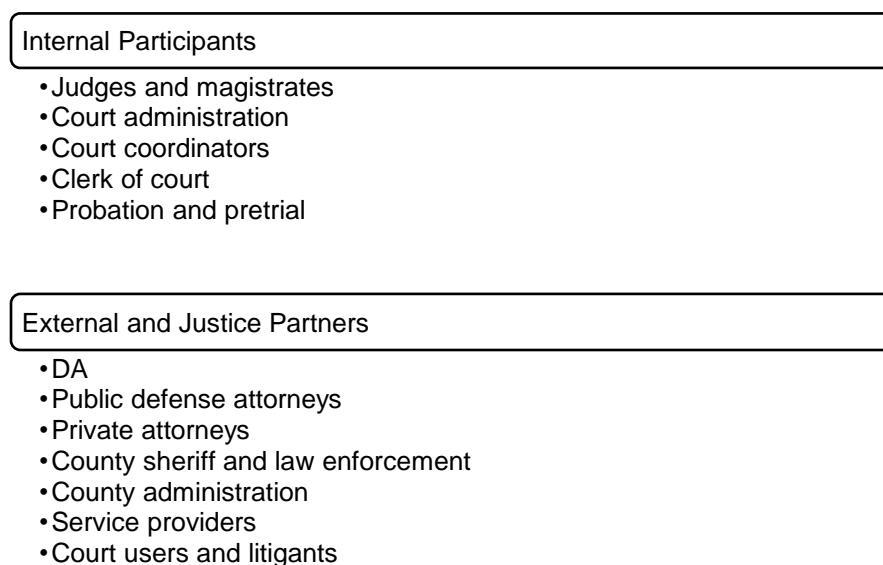 Internal Participants
•Judges and magistrates
•Court administration
•Court coordinators
•Clerk of court
•Probation and pretrial
External and Justice Partners
•DA
•Public defense attorneys
•Private attorneys
•County sheriff and law enforcement
•County administration
•Service providers
•Court users and litigants